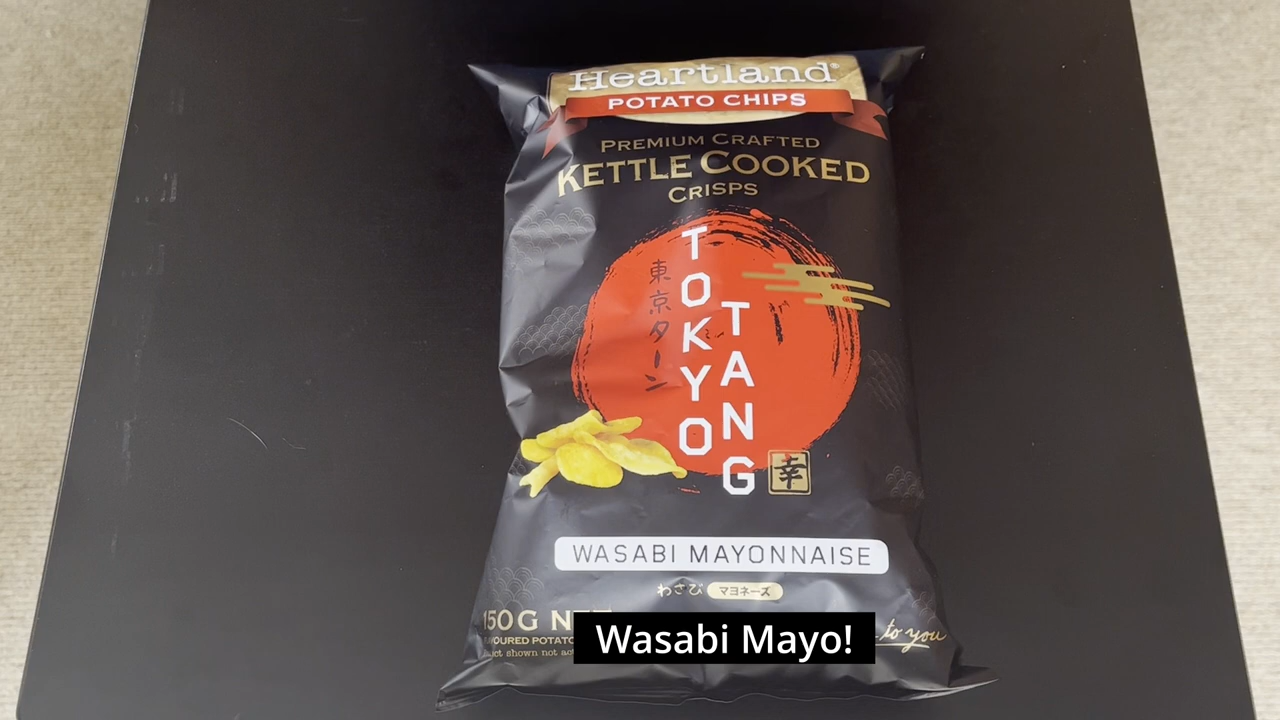 Heartland®
POTATO CHIPS
PREMIUM CRAFTED
KETTLE COOKED
CRISPS
東京ターン
TOKYO
TANG
幸
WASABI MAYONNAISE
わさび マヨネーズ
150G NET
to you
Wasabi Mayo!